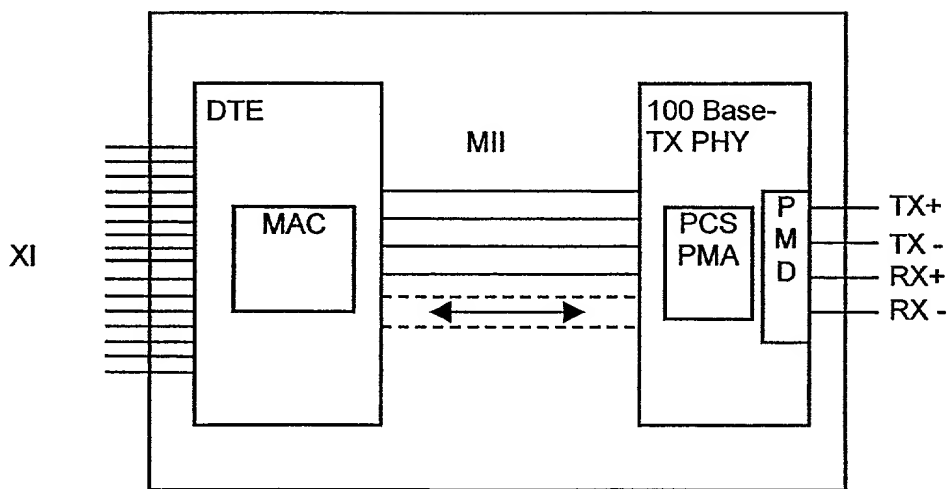 DTE
MII
100 Base-
TX PHY
MAC
PCS
PMA
P
M
D
XI
TX+
TX -
RX+
RX -